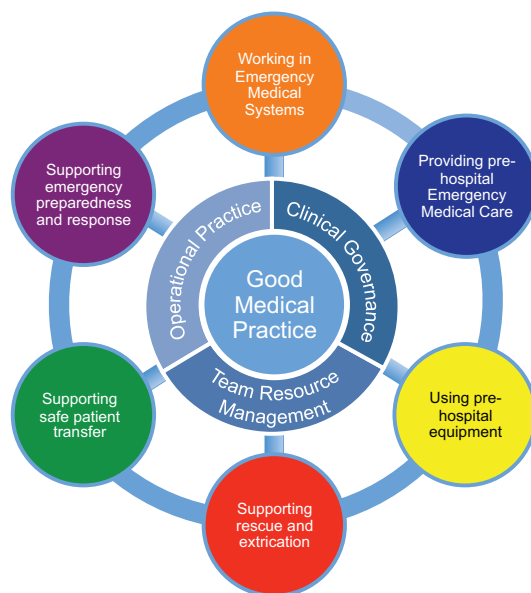 Working in
Emergency
Medical
Systems
Providing pre-
hospital
Emergency
Medical Care
Using pre-
hospital
equipment
Supporting
rescue and
extrication
Supporting
safe patient
transfer
Supporting
emergency
preparedness
and response
Operational Practice
Clinical Governance
Team Resource
Management
Good
Medical
Practice